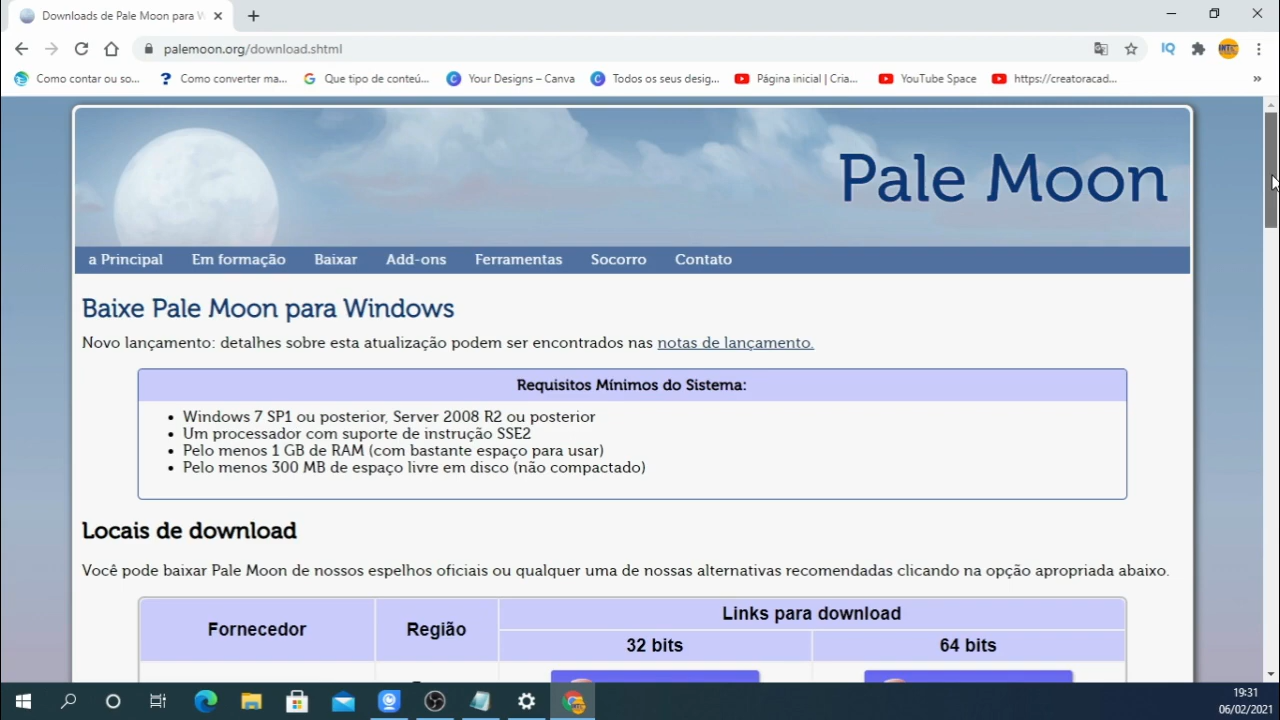 Downloads de Pale Moon para W
palemoon.org/download.shtml
Como contar ou so...
Como converter ma...
Que tipo de conteú...
Your Designs – Canva
Todos os seus desig...
Página inicial | Cria...
YouTube Space
https://creatoracad...
»
Pale Moon
a Principal Em formação Baixar Add-ons Ferramentas Socorro Contato
Baixe Pale Moon para Windows
Novo lançamento: detalhes sobre esta atualização podem ser encontrados nas notas de lançamento.
Requisitos Mínimos do Sistema:
• Windows 7 SP1 ou posterior, Server 2008 R2 ou posterior
• Um processador com suporte de instrução SSE2
• Pelo menos 1 GB de RAM (com bastante espaço para usar)
• Pelo menos 300 MB de espaço livre em disco (não compactado)
Locais de download
Você pode baixar Pale Moon de nossos espelhos oficiais ou qualquer uma de nossas alternativas recomendadas clicando na opção apropriada abaixo.
Fornecedor
Região
Links para download
32 bits
64 bits
19:31
06/02/2021